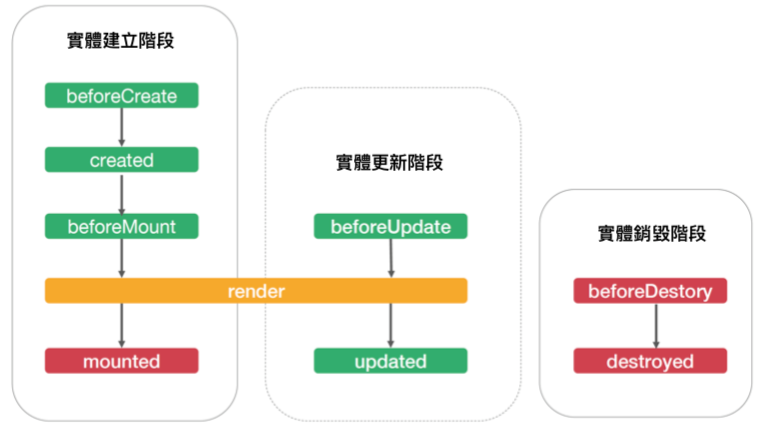 實體建立階段
beforeCreate
created
beforeMount
render
mounted
實體更新階段
beforeUpdate
updated
實體銷毀階段
beforeDestory
destroyed